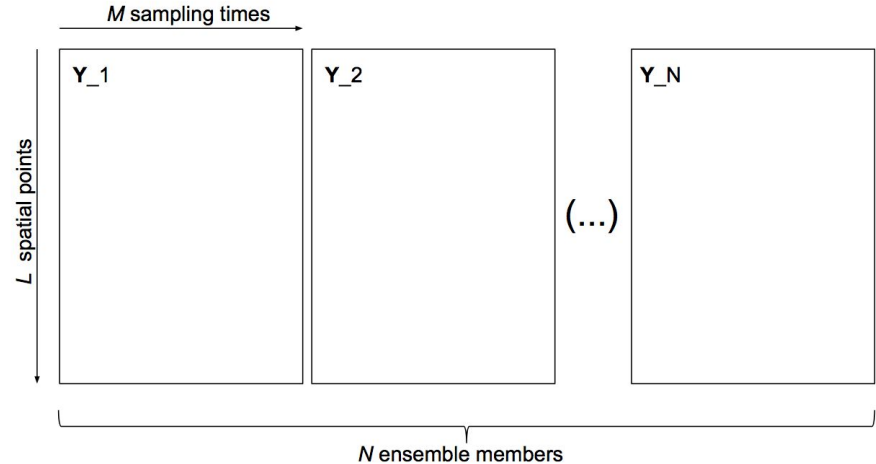 M sampling times
Y_1
Y_2
Y_N
L spatial points
(...)
N ensemble members